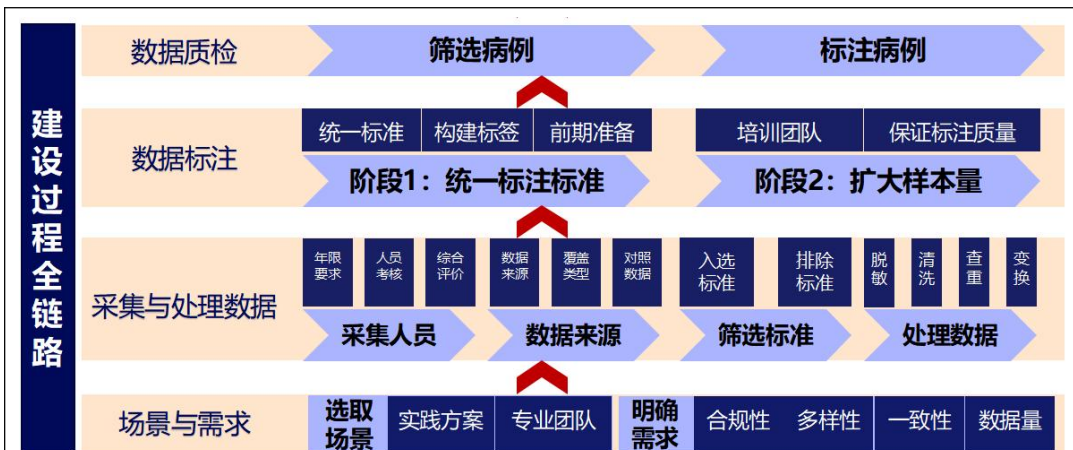 建设过程全链路
数据质检
筛选病例
标注病例
数据标注
统一标准
构建标签
前期准备
培训团队
保证标注质量
阶段1：统一标注标准
阶段2：扩大样本量
采集与处理数据
年限
要求
人员
考核
综合
评价
数据
来源
覆盖
类型
对照
数据
入选
标准
排除
标准
脱敏
清洗
查重
变换
采集人员
数据来源
筛选标准
处理数据
场景与需求
选取
场景
实践方案
专业团队
明确
需求
合规性
多样性
一致性
数据量